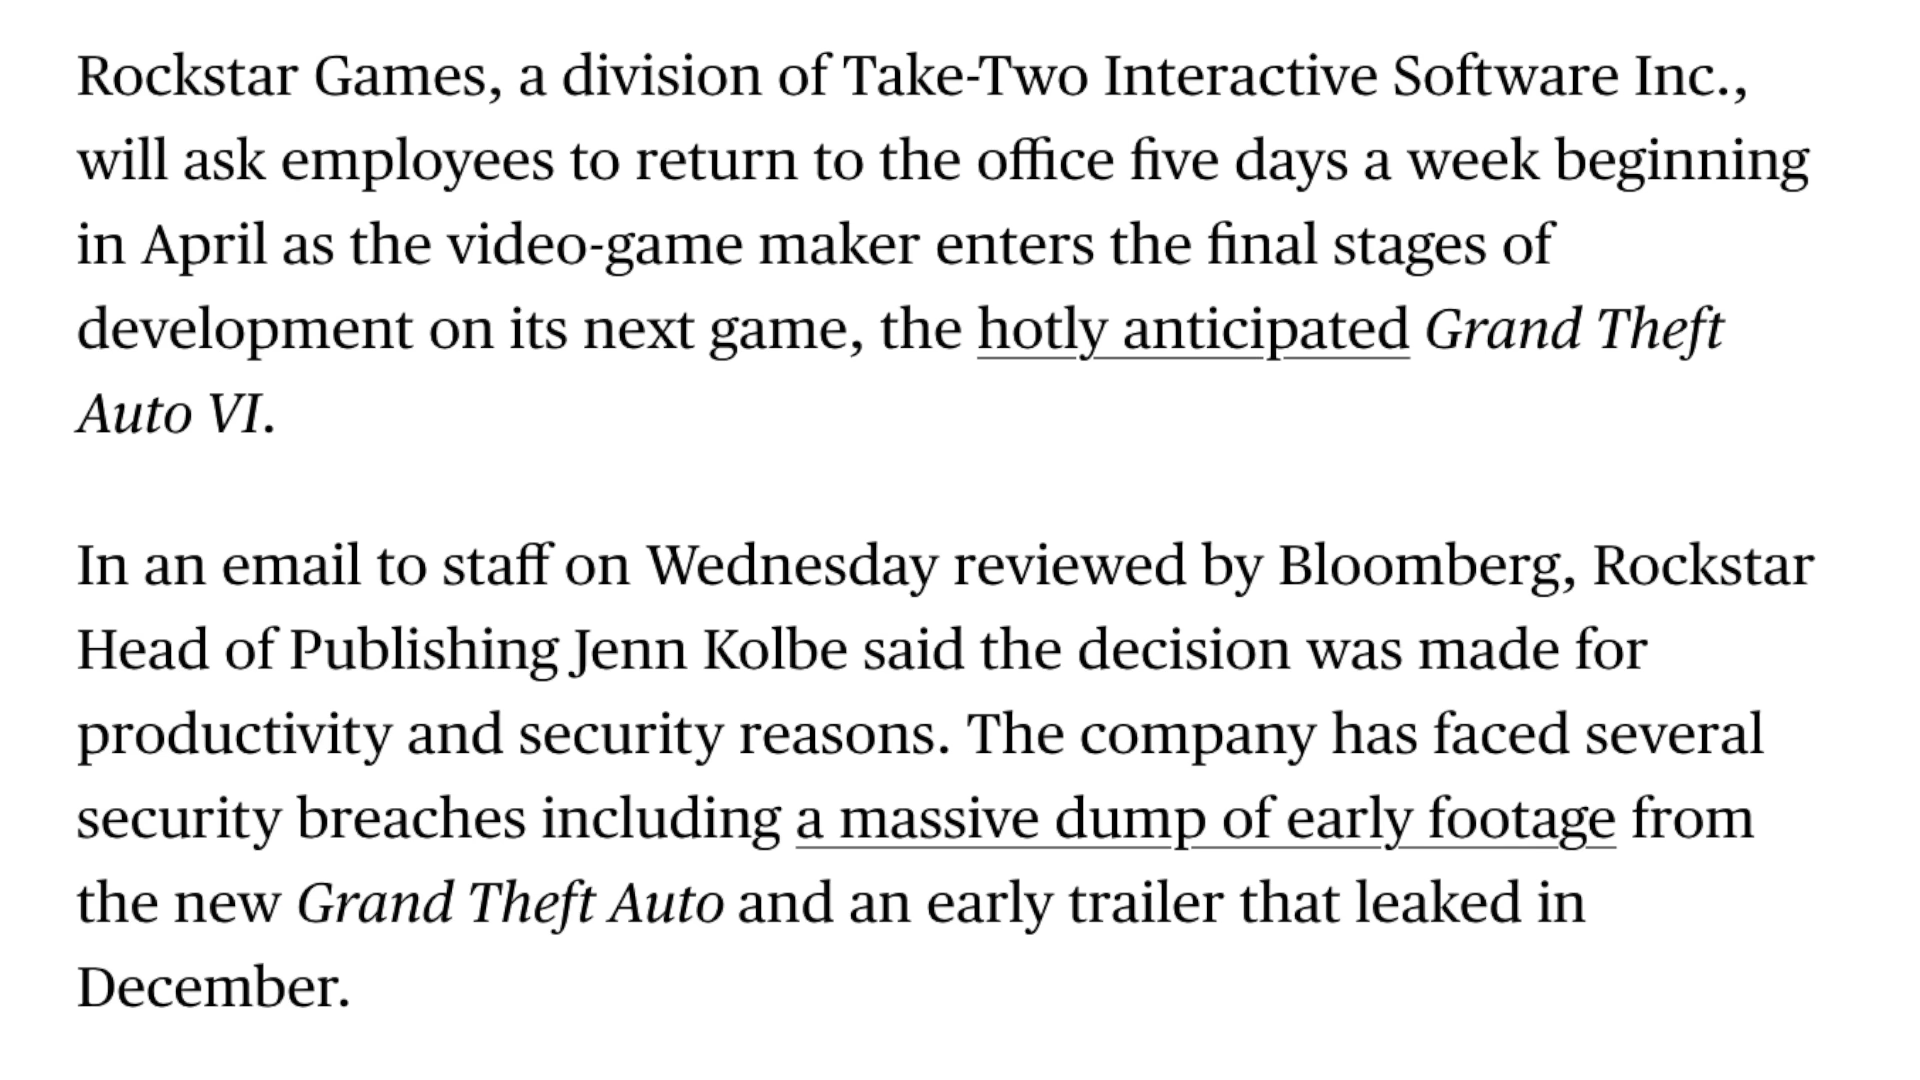 Rockstar Games, a division of Take-Two Interactive Software Inc.,
will ask employees to return to the office five days a week beginning
in April as the video-game maker enters the final stages of
development on its next game, the hotly anticipated Grand Theft
Auto VI.
In an email to staff on Wednesday reviewed by Bloomberg, Rockstar
Head of Publishing Jenn Kolbe said the decision was made for
productivity and security reasons. The company has faced several
security breaches including a massive dump of early footage from
the new Grand Theft Auto and an early trailer that leaked in
December.